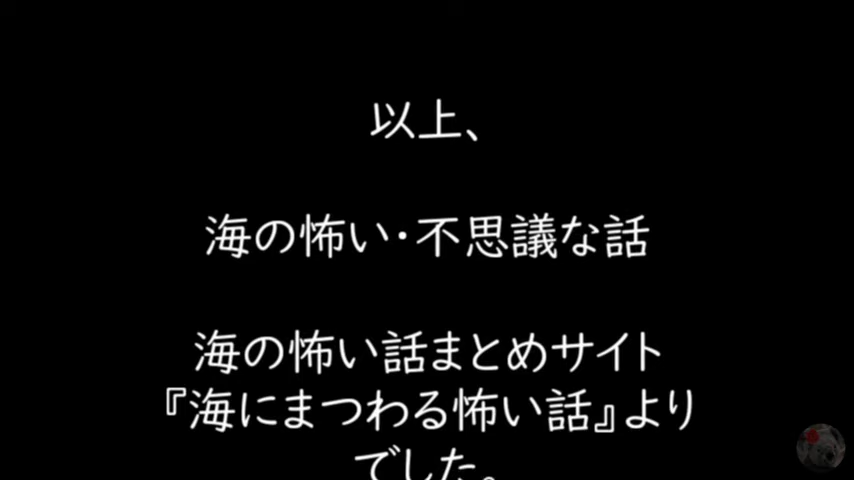 以上、
海の怖い・不思議な話
海の怖い話まとめサイト
『海にまつわる怖い話』より
でした。